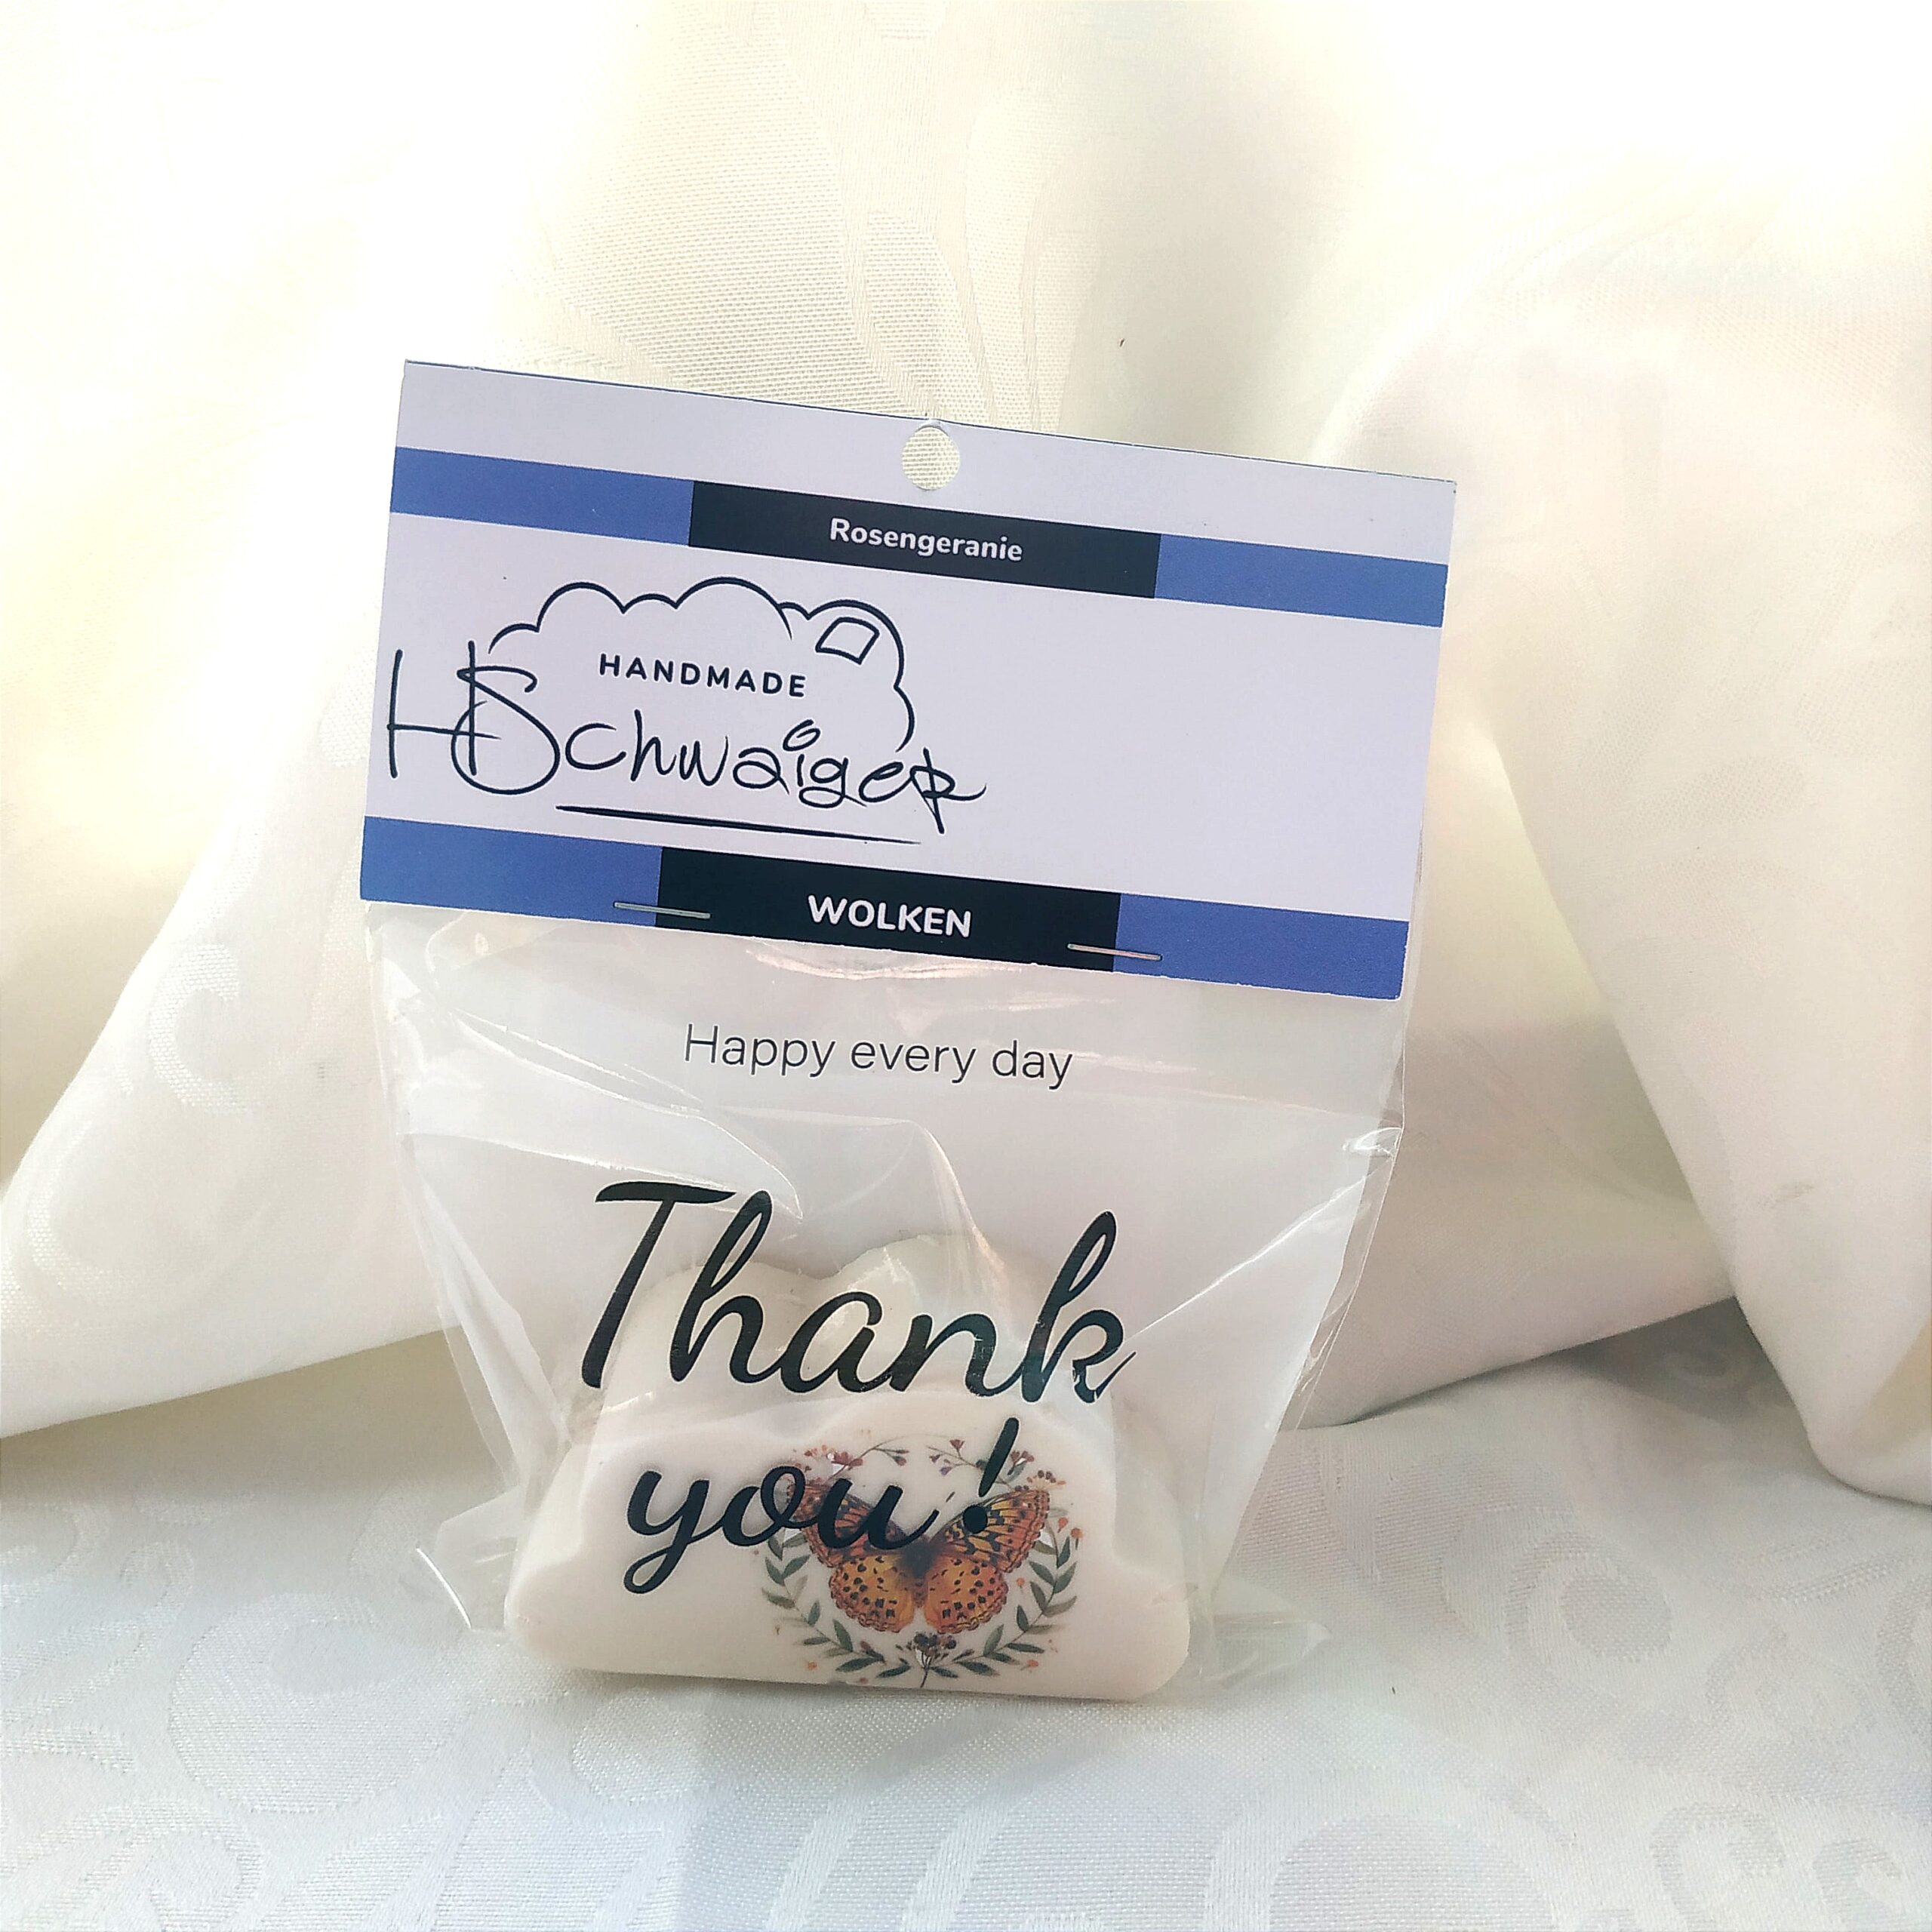 Rosengeranie
HANDMADE
HSchwaiger
WOLKEN
Happy every day
Thank
you!